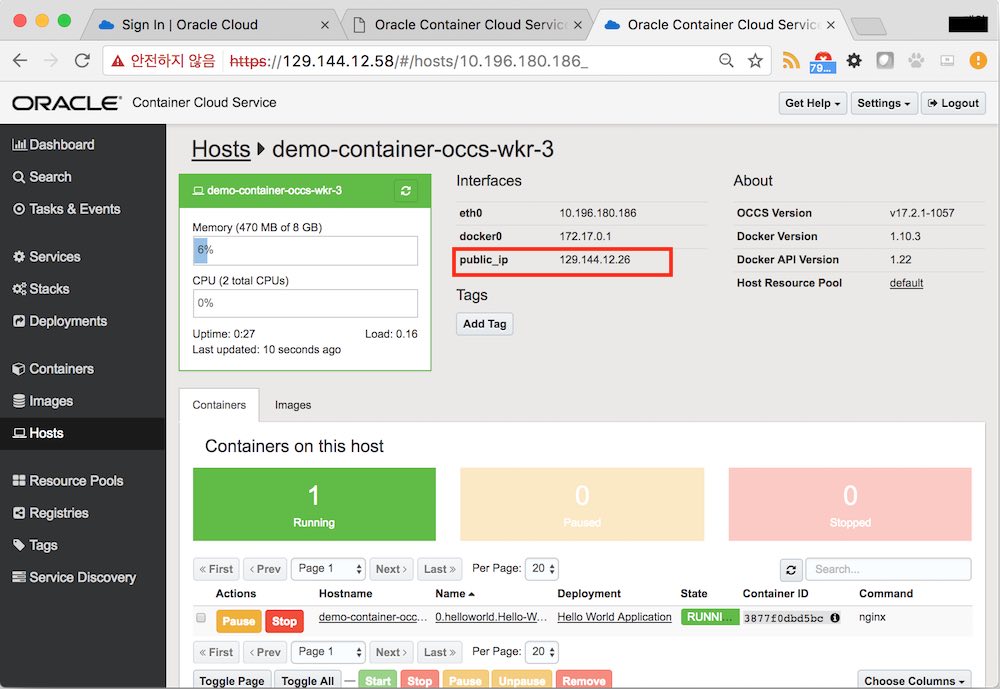 Sign In | Oracle Cloud
Oracle Container Cloud Service
Oracle Container Cloud Service
안전하지 않음 https://129.144.12.58/#/hosts/10.196.180.186_
79...
ORACLE® Container Cloud Service
Get Help
Settings
Logout
Dashboard
Search
Tasks & Events
Services
Stacks
Deployments
Containers
Images
Hosts
Resource Pools
Registries
Tags
Service Discovery
Hosts demo-container-occs-wkr-3
demo-container-occs-wkr-3
Memory (470 MB of 8 GB)
6%
CPU (2 total CPUs)
0%
Uptime: 0:27 Load: 0.16
Last updated: 10 seconds ago
Interfaces
eth0 10.196.180.186
docker0 172.17.0.1
public_ip 129.144.12.26
Tags
Add Tag
About
OCCS Version v17.2.1-1057
Docker Version 1.10.3
Docker API Version 1.22
Host Resource Pool default
Containers Images
Containers on this host
1
Running
0
Paused
0
Stopped
« First ‹ Prev Page 1 Next › Last » Per Page: 20 Search...
Actions Hostname Name Deployment State Container ID Command
Pause Stop demo-container-occ... 0.helloworld.Hello-W... Hello World Application RUNNI... 3877f0dbd5bc nginx
« First ‹ Prev Page 1 Next › Last » Per Page: 20
Toggle Page Toggle All — Start Stop Pause Unpause Remove Choose Columns